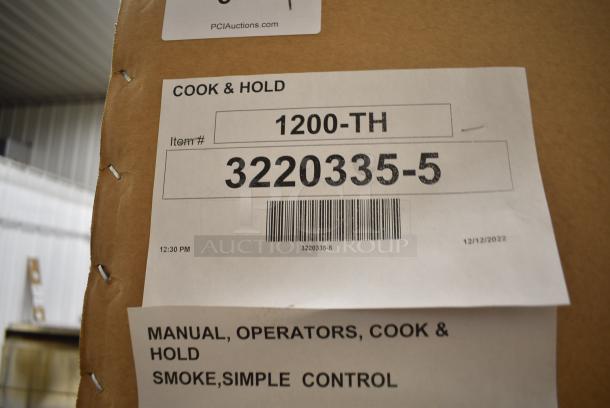 PCIAuctions.com
COOK & HOLD
1200-TH
Item #
3220335-5
AUCTION GROUP
12:30 PM
3220335-5
12/12/2022
MANUAL, OPERATORS, COOK &
HOLD
SMOKE,SIMPLE CONTROL